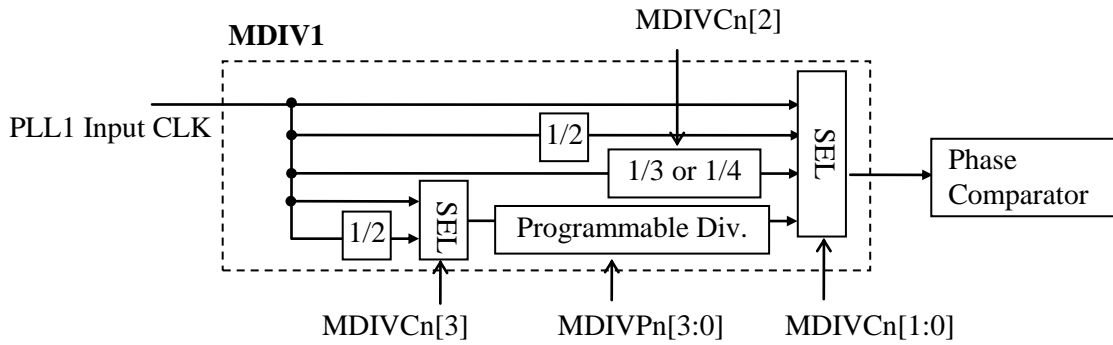 MDIVCn[2]
MDIV1
PLL1 Input CLK
1/2
SEL
1/3 or 1/4
Phase
Comparator
SEL
1/2
Programmable Div.
MDIVCn[3]
MDIVPn[3:0]
MDIVCn[1:0]